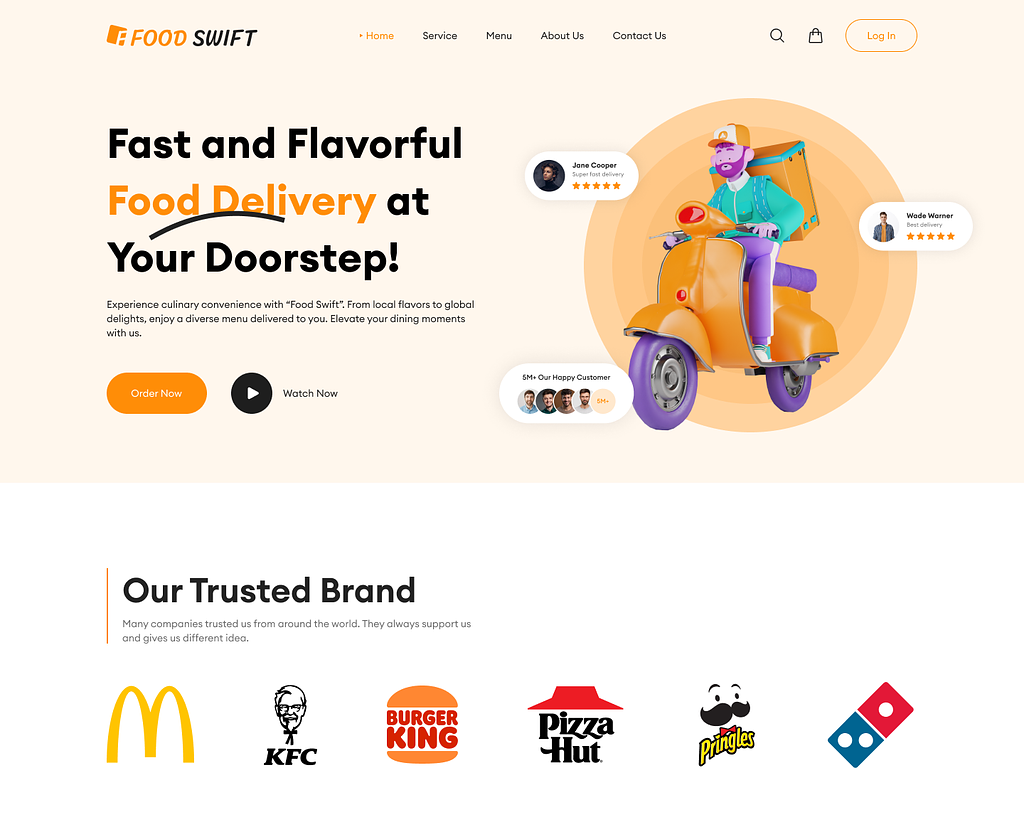 FOOD SWIFT
Home
Service
Menu
About Us
Contact Us
Log In
Fast and Flavorful
Food Delivery at
Your Doorstep!
Experience culinary convenience with “Food Swift”. From local flavors to global
delights, enjoy a diverse menu delivered to you. Elevate your dining moments
with us.
Order Now
Watch Now
Jane Cooper
Super fast delivery
Wade Warner
Best delivery
5M+ Our Happy Customer
5M+
Our Trusted Brand
Many companies trusted us from around the world. They always support us
and gives us different idea.
KFC
BURGER
KING
Pizza
Hut
Pringles